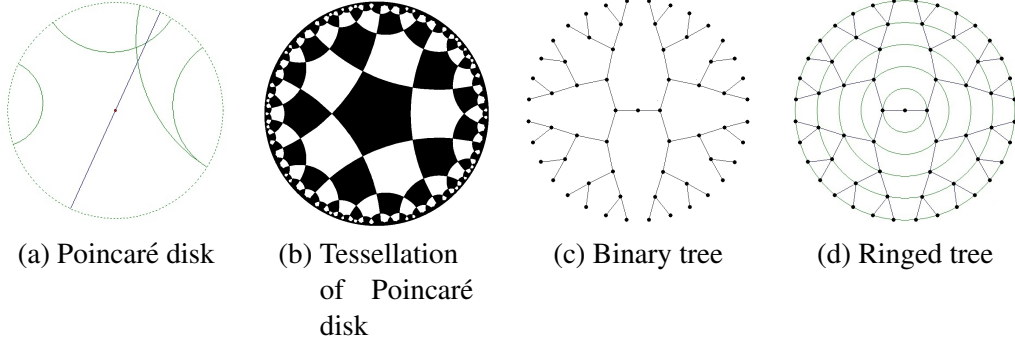 (a) Poincaré disk
(b) Tessellation
of Poincaré
disk
(c) Binary tree
(d) Ringed tree